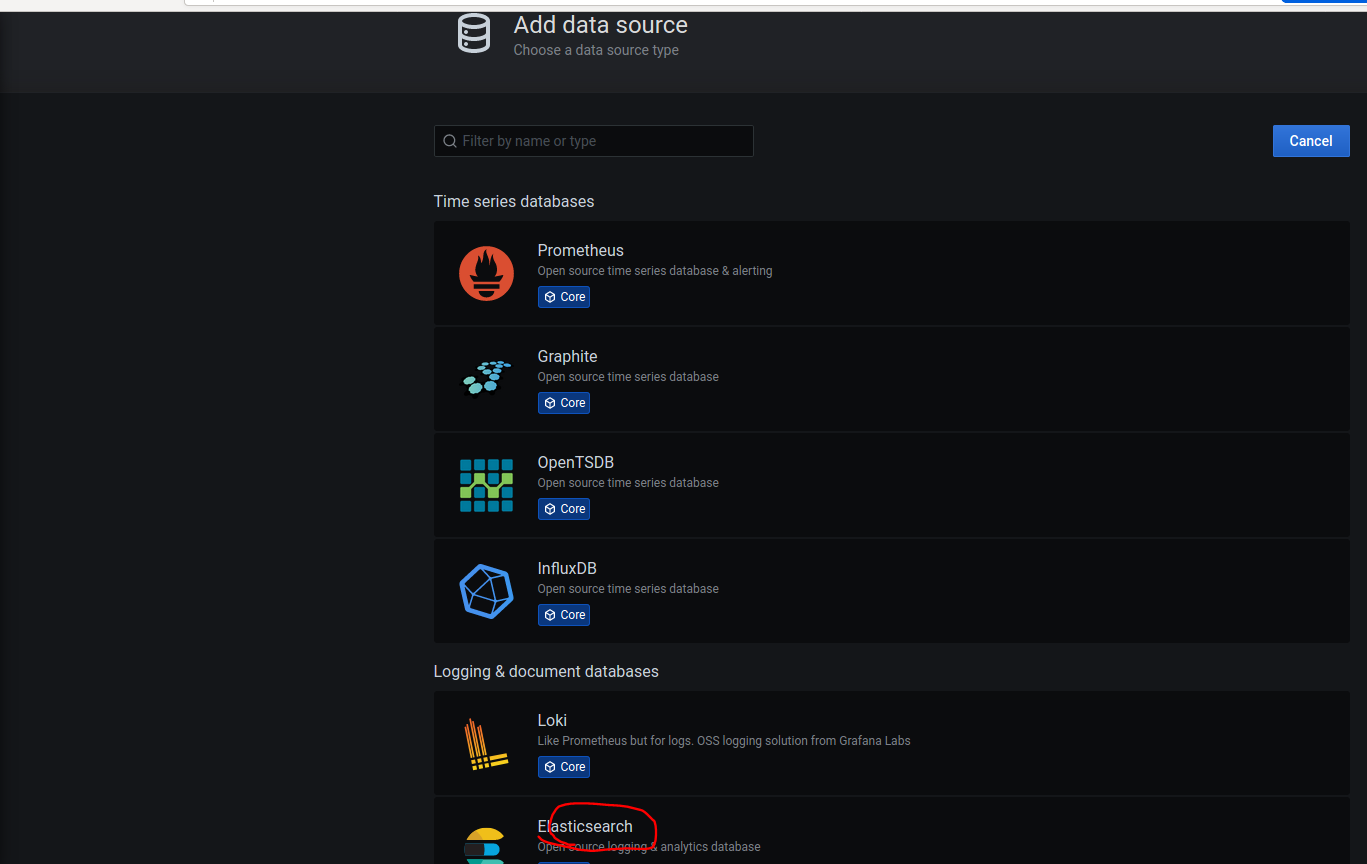 Add data source
Choose a data source type
Filter by name or type
Cancel
Time series databases
Prometheus
Open source time series database & alerting
Core
Graphite
Open source time series database
Core
OpenTSDB
Open source time series database
Core
InfluxDB
Open source time series database
Core
Logging & document databases
Loki
Like Prometheus but for logs. OSS logging solution from Grafana Labs
Core
Elasticsearch
Open source logging & analytics database